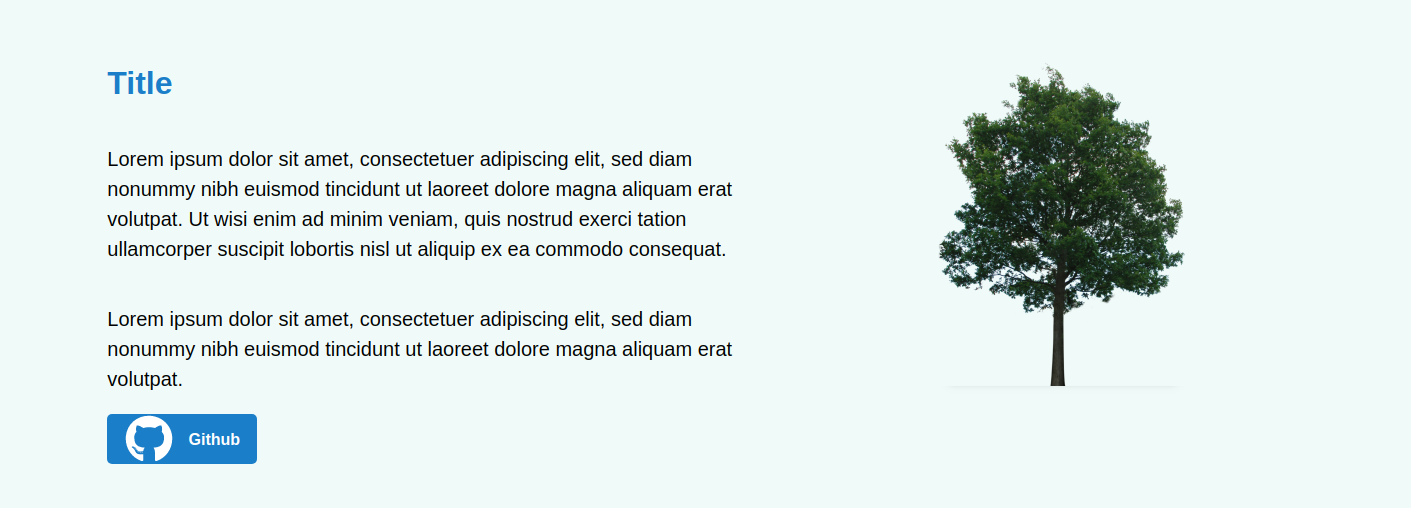 Title
Lorem ipsum dolor sit amet, consectetuer adipiscing elit, sed diam
nonummy nibh euismod tincidunt ut laoreet dolore magna aliquam erat
volutpat. Ut wisi enim ad minim veniam, quis nostrud exerci tation
ullamcorper suscipit lobortis nisl ut aliquip ex ea commodo consequat.
Lorem ipsum dolor sit amet, consectetuer adipiscing elit, sed diam
nonummy nibh euismod tincidunt ut laoreet dolore magna aliquam erat
volutpat.
Github